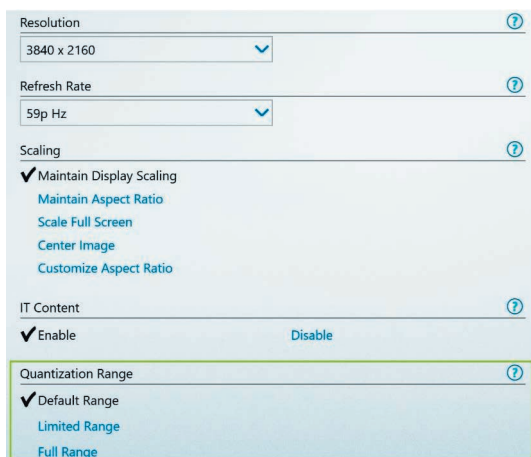 Resolution
3840 x 2160
Refresh Rate
59p Hz
Scaling
Maintain Display Scaling
Maintain Aspect Ratio
Scale Full Screen
Center Image
Customize Aspect Ratio
IT Content
Enable Disable
Quantization Range
Default Range
Limited Range
Full Range